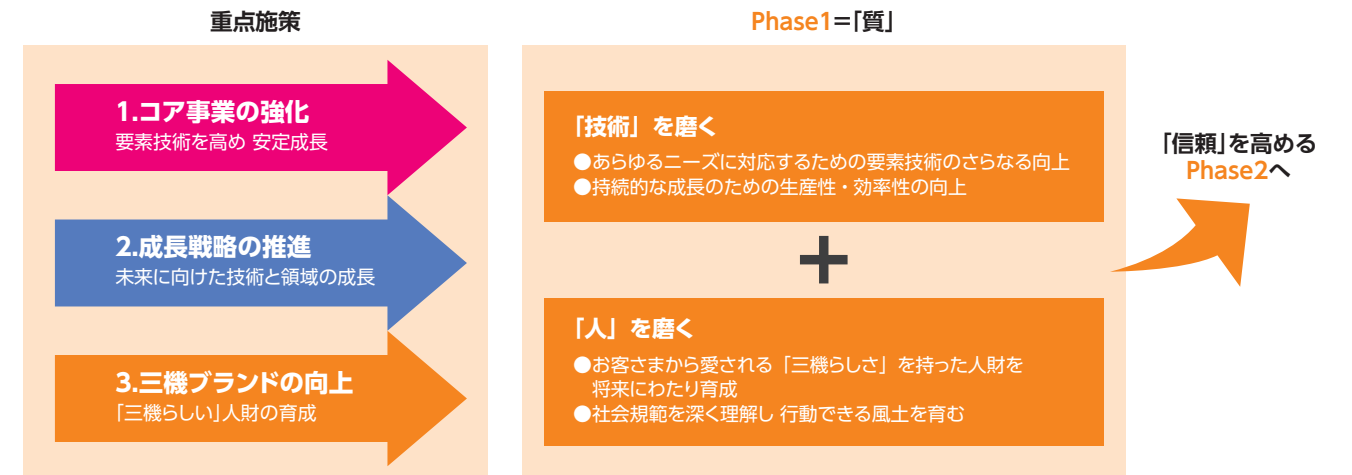 重点施策
1.コア事業の強化
要素技術を高め 安定成長
2.成長戦略の推進
未来に向けた技術と領域の成長
3.三機ブランドの向上
「三機らしい」人財の育成
Phase1＝「質」
「技術」を磨く
●あらゆるニーズに対応するための要素技術のさらなる向上
●持続的な成長のための生産性・効率性の向上
＋
「人」を磨く
●お客さまから愛される「三機らしさ」を持った人財を
将来にわたり育成
●社会規範を深く理解し 行動できる風土を育む
「信頼」を高める
Phase2へ